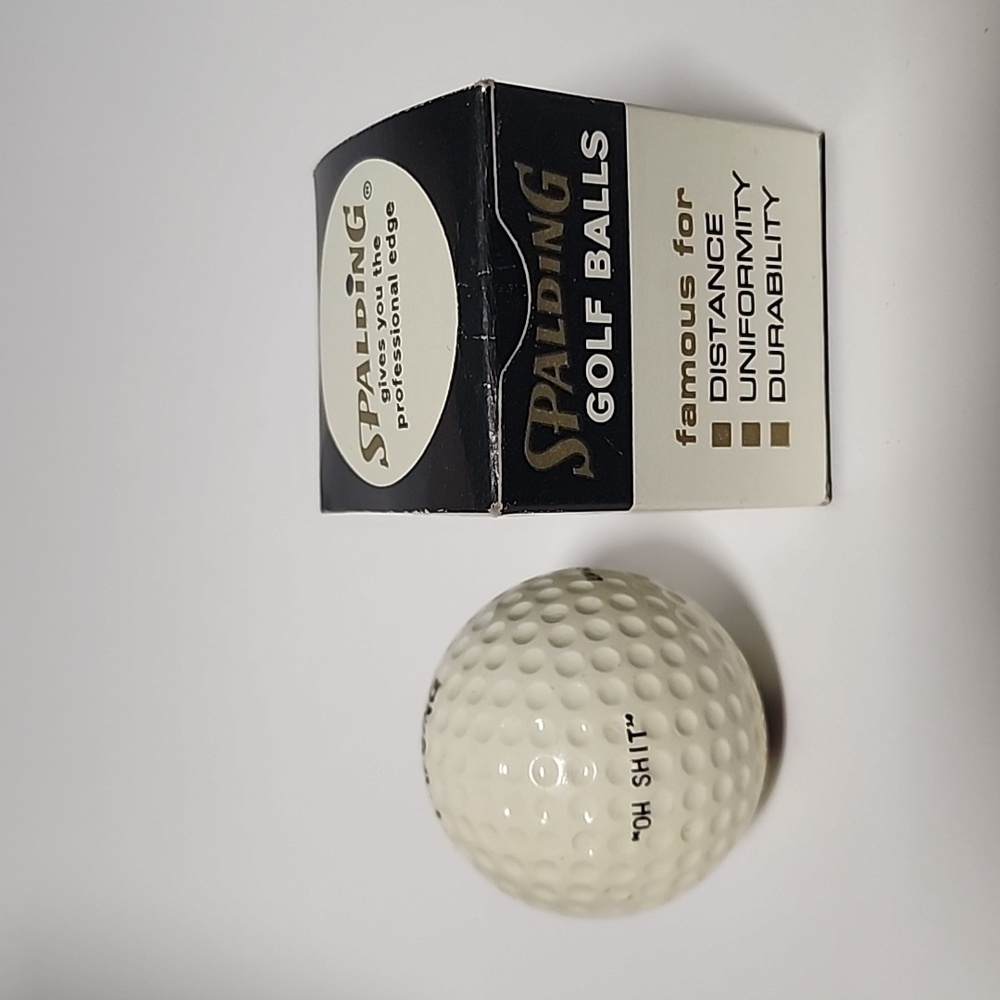 SPALDING®
gives you the
professional edge
SPALDING
GOLF BALLS
famous for
DISTANCE
UNIFORMITY
DURABILITY
"OH SHIT"